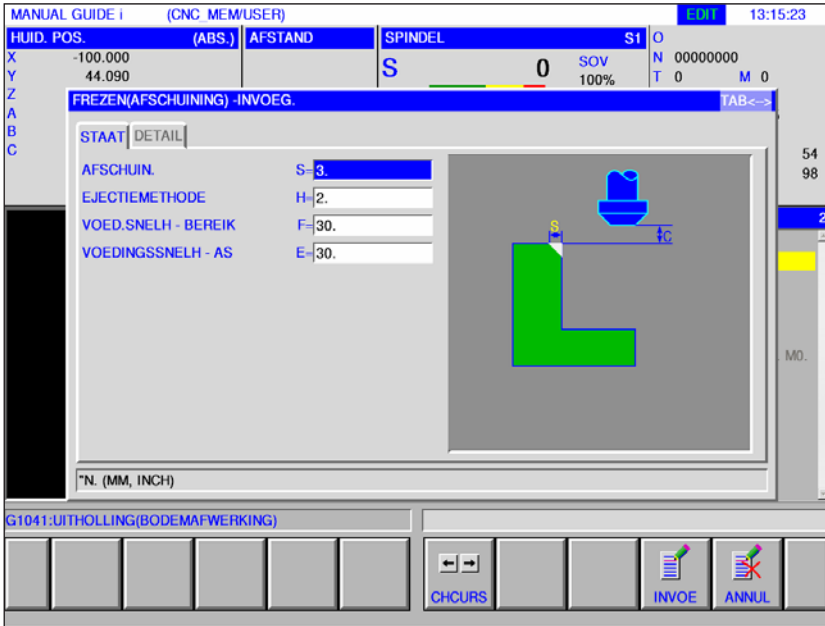 MANUAL GUIDE i (CNC_MEM/USER) EDIT 13:15:23
HUID. POS. (ABS.) AFSTAND SPINDEL S1 O
X -100.000 S 0 SOV N 00000000
Y 44.090 100% T 0 M 0
Z
A
B
C
54
98
FREZEN(AFSCHUINING) -INVOEG. TAB<-->
STAAT DETAIL
AFSCHUIN. S=3.
EJECTIEMETHODE H=2.
VOED.SNELH - BEREIK F=30.
VOEDINGSSNELH - AS E=30.
S
C
2
M0.
"N. (MM, INCH)
G1041:UITHOLLING(BODEMAFWERKING)
CHCURS INVOE ANNUL